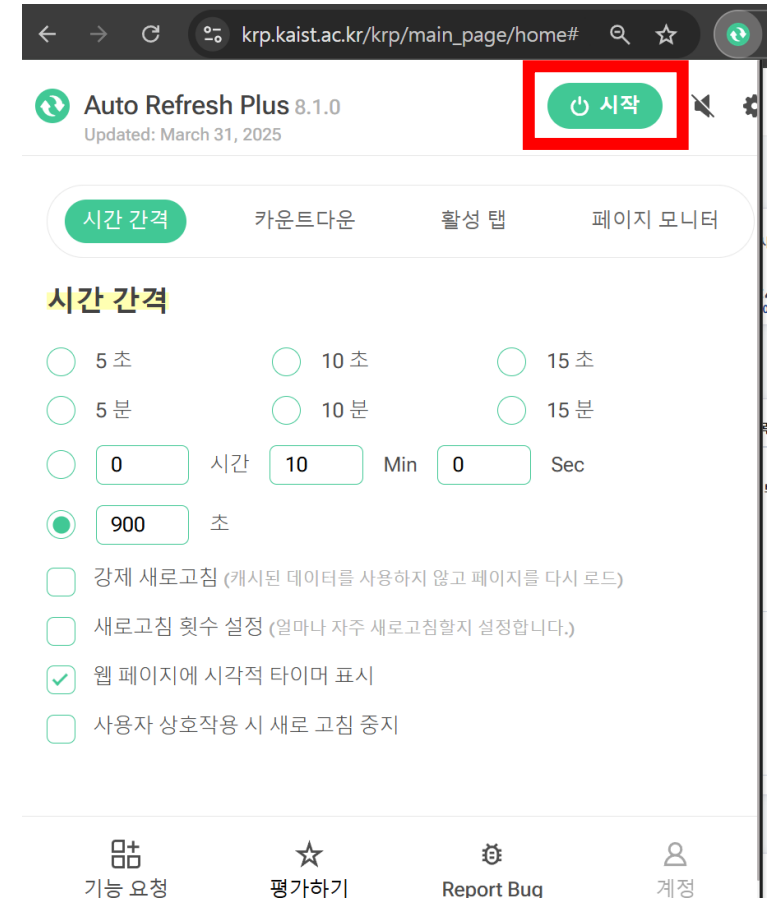 krp.kaist.ac.kr/krp/main_page/home#
Auto Refresh Plus 8.1.0
시작
Updated: March 31, 2025
시간 간격 카운트다운 활성 탭 페이지 모니터
시간 간격
5 초 10 초 15 초
5 분 10 분 15 분
0 시간 10 Min 0 Sec
900 초
강제 새로고침 (캐시된 데이터를 사용하지 않고 페이지를 다시 로드)
새로고침 횟수 설정 (얼마나 자주 새로고침할지 설정합니다.)
웹 페이지에 시각적 타이머 표시
사용자 상호작용 시 새로 고침 중지
기능 요청 평가하기 Report Bug 계정